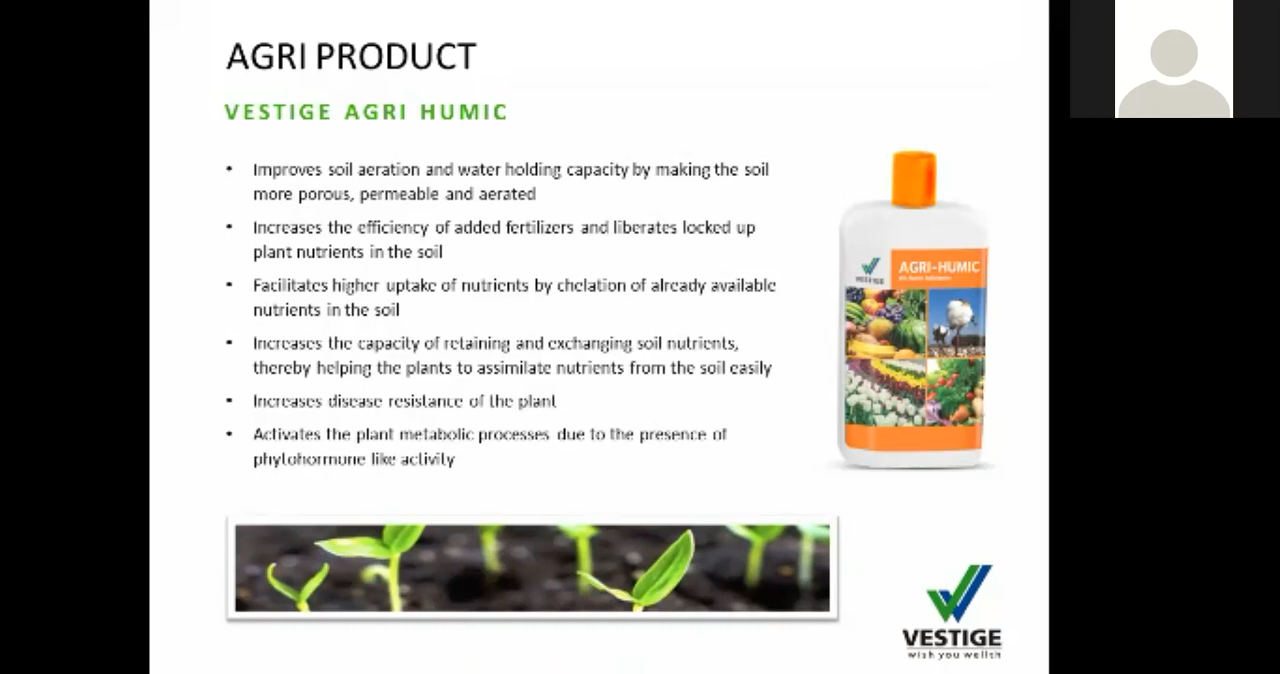 AGRI PRODUCT
VESTIGE AGRI HUMIC
• Improves soil aeration and water holding capacity by making the soil
more porous, permeable and aerated
• Increases the efficiency of added fertilizers and liberates locked up
plant nutrients in the soil
• Facilitates higher uptake of nutrients by chelation of already available
nutrients in the soil
• Increases the capacity of retaining and exchanging soil nutrients,
thereby helping the plants to assimilate nutrients from the soil easily
• Increases disease resistance of the plant
• Activates the plant metabolic processes due to the presence of
phytohormone like activity
AGRI-HUMIC
VESTIGE
VESTIGE
wish you wellth